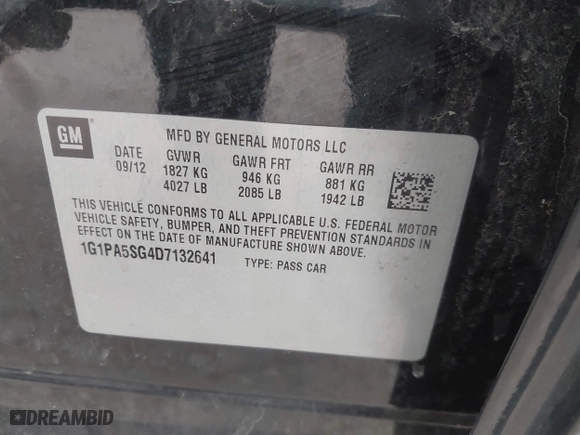 GM
MFD BY GENERAL MOTORS LLC
DATE GVWR GAWR FRT GAWR RR
09/12 1827 KG 946 KG 881 KG
4027 LB 2085 LB 1942 LB
THIS VEHICLE CONFORMS TO ALL APPLICABLE U.S. FEDERAL MOTOR
VEHICLE SAFETY, BUMPER, AND THEFT PREVENTION STANDARDS IN
EFFECT ON THE DATE OF MANUFACTURE SHOWN ABOVE.
1G1PA5SG4D7132641 TYPE: PASS CAR
DREAMBID